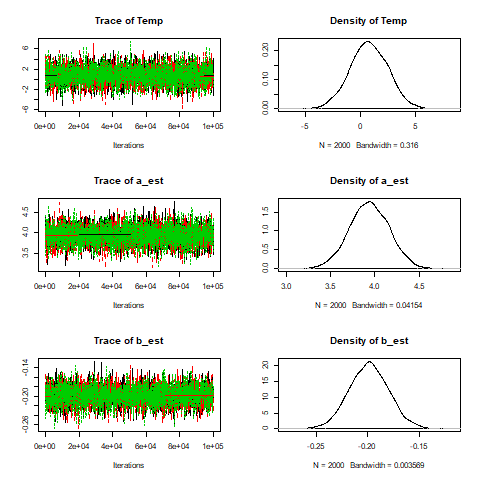 Trace of Temp
Density of Temp
6
2
-2
-6
0e+00 2e+04 4e+04 6e+04 8e+04 1e+05
Iterations
0.20
0.10
0.00
-5 0 5
N = 2000 Bandwidth = 0.316
Trace of a_est
Density of a_est
4.5
4.0
3.5
0e+00 2e+04 4e+04 6e+04 8e+04 1e+05
Iterations
1.5
1.0
0.5
0.0
3.0 3.5 4.0 4.5
N = 2000 Bandwidth = 0.04154
Trace of b_est
Density of b_est
-0.14
-0.20
-0.26
0e+00 2e+04 4e+04 6e+04 8e+04 1e+05
Iterations
20
15
10
5
0
-0.25 -0.20 -0.15
N = 2000 Bandwidth = 0.003569